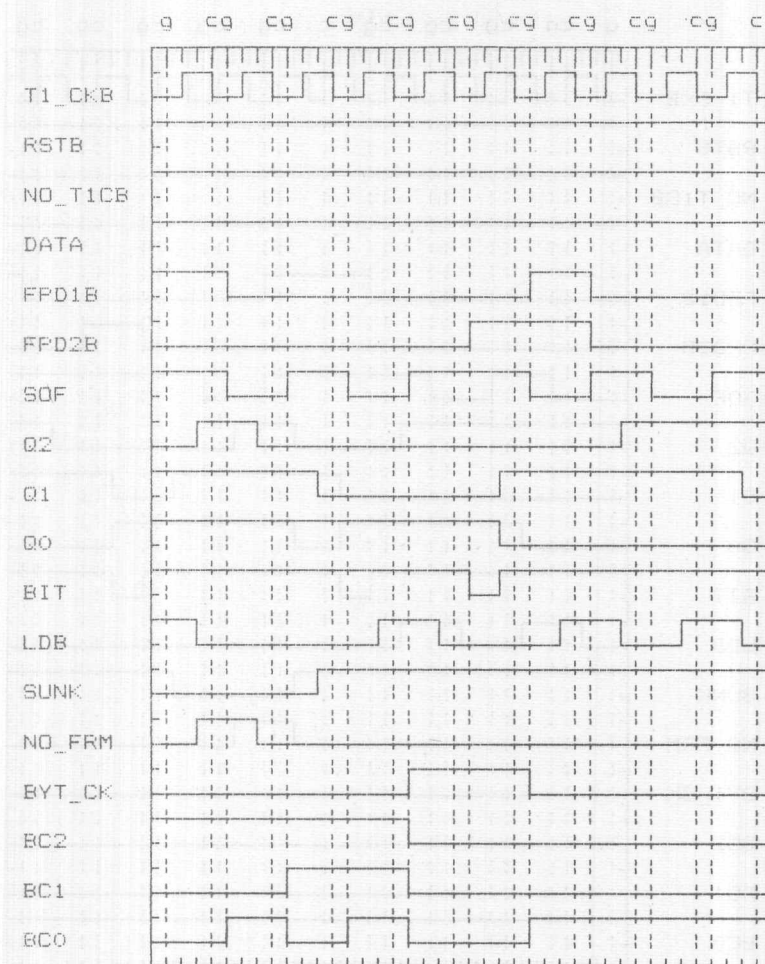 g cg cg cg cg cg cg cg cg cg c
T1_CKB
RSTB
NO_T1CB
DATA
FPD1B
FPD2B
SOF
Q2
Q1
Q0
BIT
LDB
SUNK
NO_FRM
BYT_CK
BC2
BC1
BC0